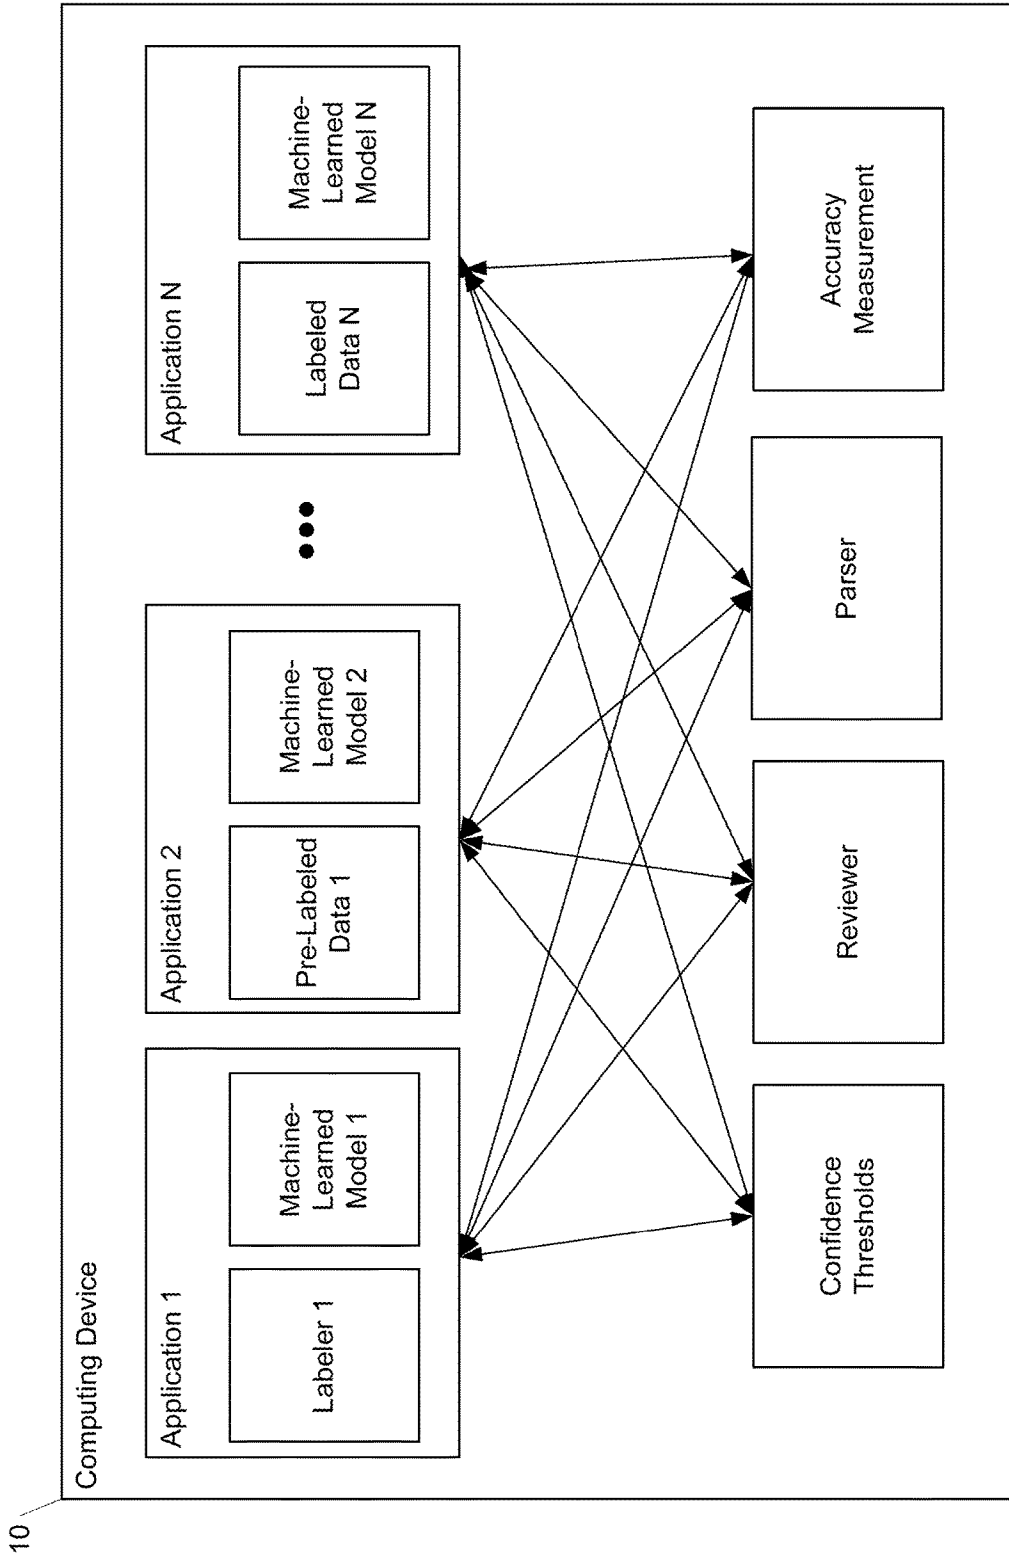 10
Computing Device
Application 1
Labeler 1
Machine-
Learned
Model 1
Application 2
Pre-Labeled
Data 1
Machine-
Learned
Model 2
Application N
Labeled
Data N
Machine-
Learned
Model N
Confidence
Thresholds
Reviewer
Parser
Accuracy
Measurement